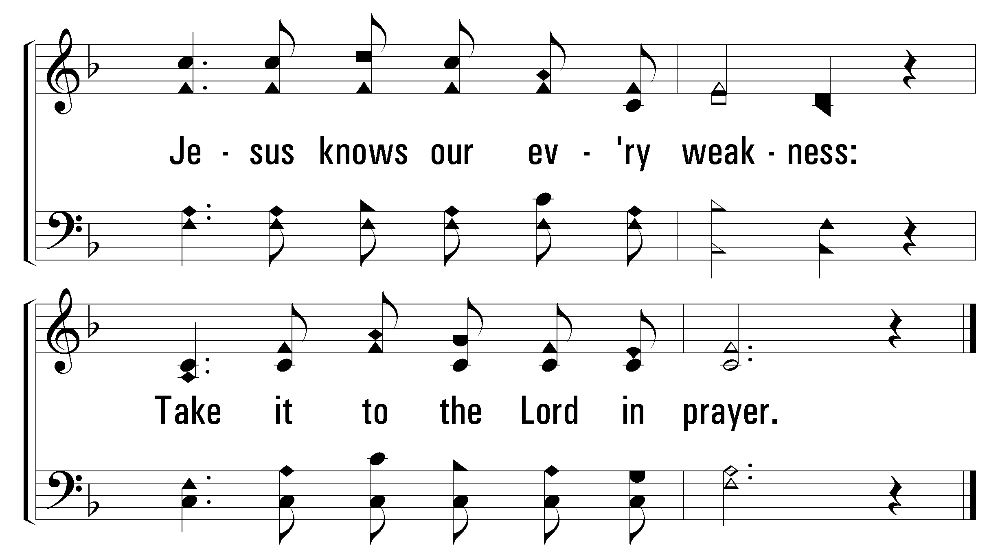 Je - sus knows our ev - 'ry weak - ness:
Take it to the Lord in prayer.